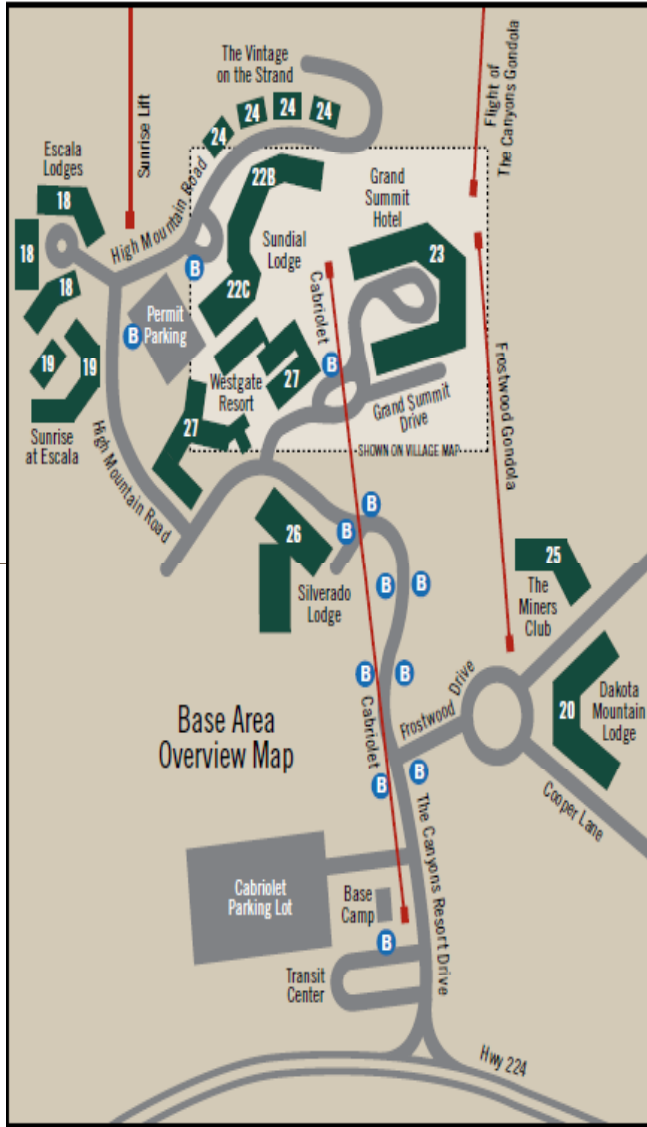 The Vintage
on the Strand
24
24
24
24
Sunrise Lift
Flight of
The Canyons Gondola
Escala
Lodges
18
18
18
High Mountain Road
22B
Sundial
Lodge
22C
Grand
Summit
Hotel
23
B
Cabriolet
B
Permit
Parking
B
19
19
Sunrise
at Escala
Westgate
Resort
27
27
Grand Summit
Drive
SHOWN ON VILLAGE MAP
Frostwood Gondola
High Mountain Road
26
Silverado
Lodge
B
B
B
B
25
The
Miners
Club
B
B
Cabriolet
Frostwood Drive
20
Dakota
Mountain
Lodge
Cooper Lane
Base Area
Overview Map
B
B
The Canyons Resort Drive
Cabriolet
Parking Lot
Base
Camp
B
Transit
Center
Hwy 224